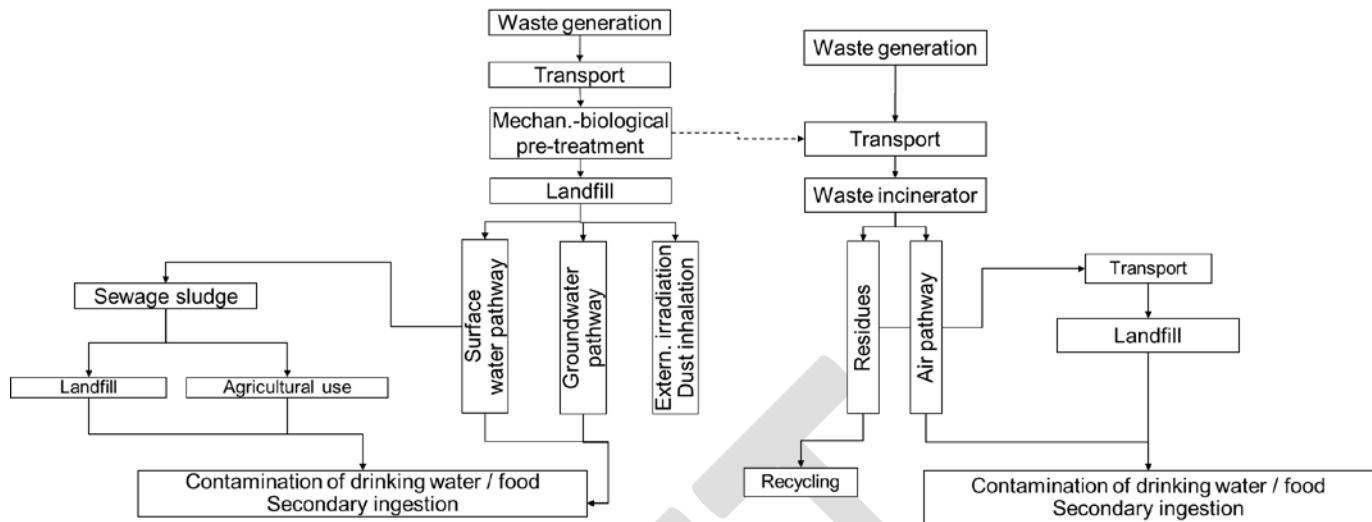 Waste generation
Transport
Mechan.-biological
pre-treatment
Landfill
Surface
water pathway
Groundwater
pathway
Extern. irradiation
Dust inhalation
Sewage sludge
Landfill
Agricultural use
Contamination of drinking water / food
Secondary ingestion
Waste generation
Transport
Waste incinerator
Residues
Air pathway
Transport
Landfill
Recycling
Contamination of drinking water / food
Secondary ingestion